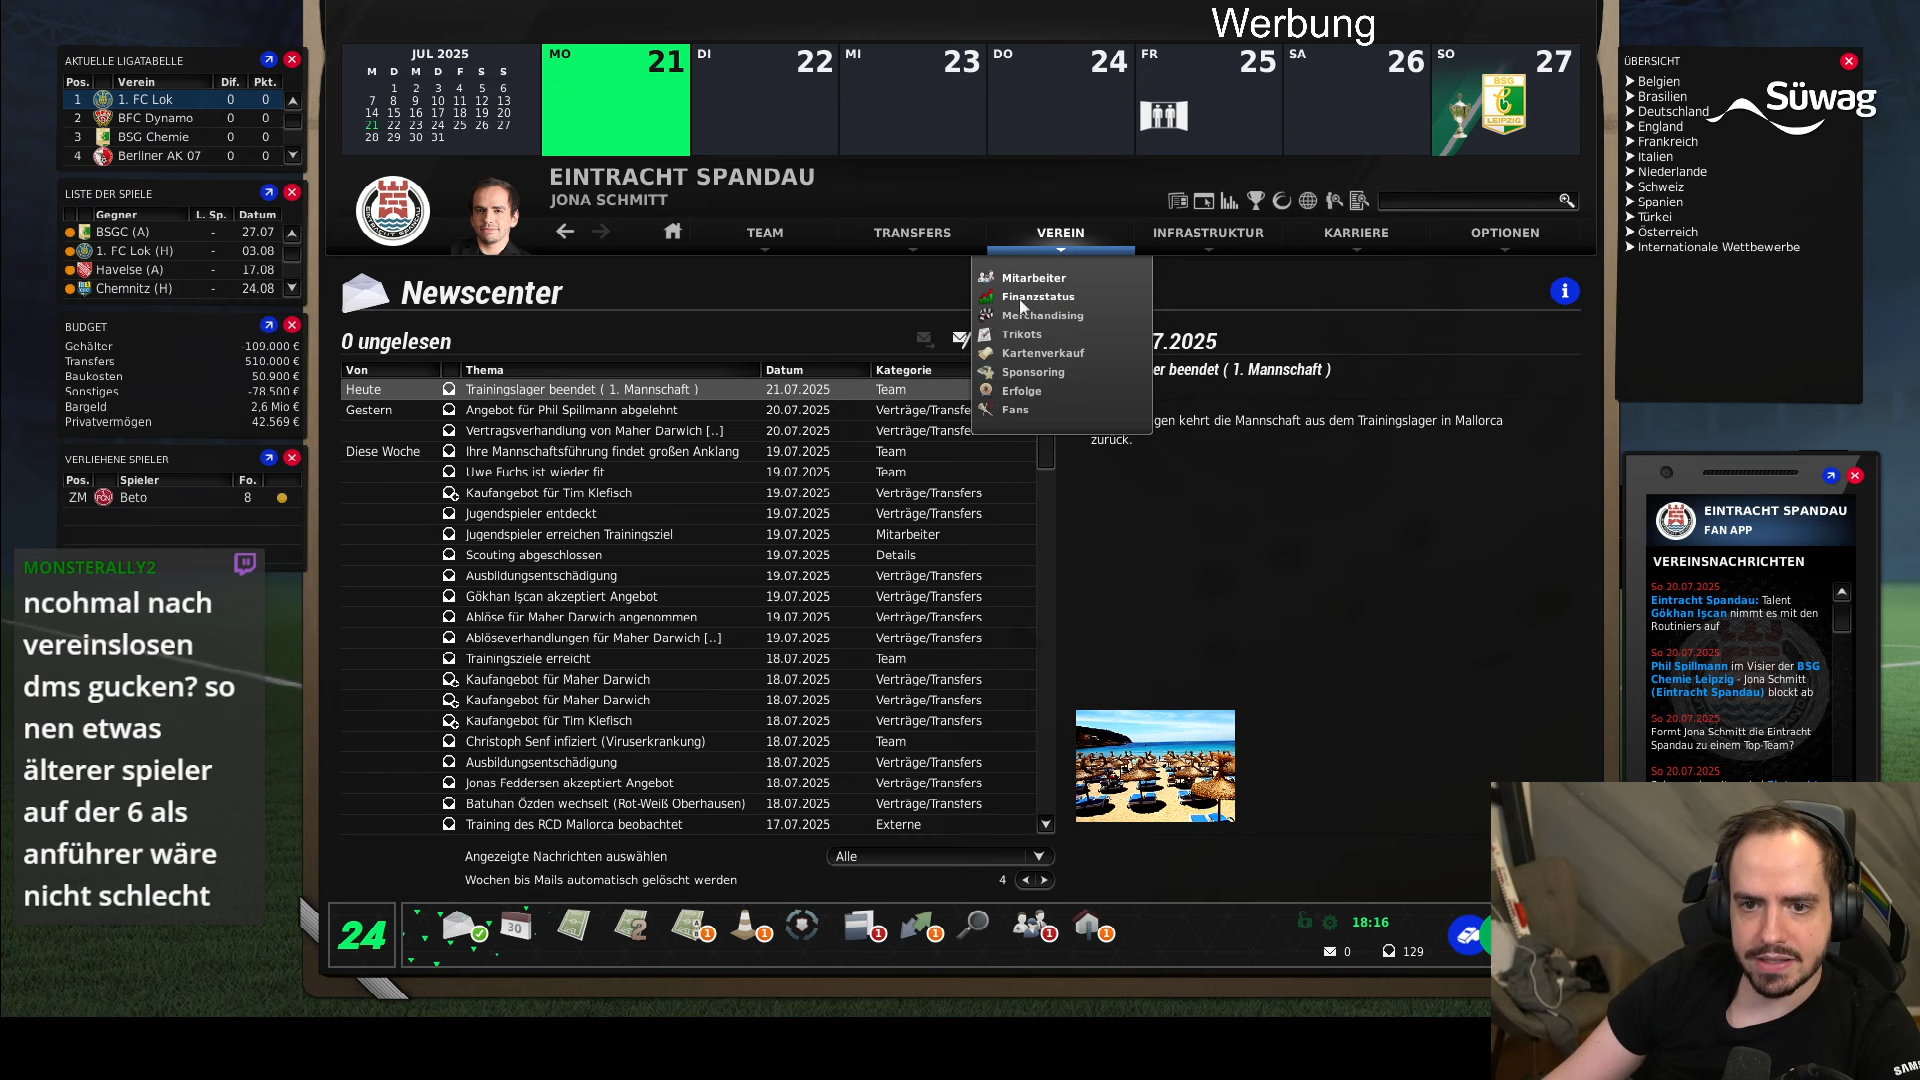 Werbung
AKTUELLE LIGATABELLE
Pos. Verein Dif. Pkt.
1 1. FC Lok 0 0
2 BFC Dynamo 0 0
3 BSG Chemie 0 0
4 Berliner AK 07 0 0
LISTE DER SPIELE
Gegner L. Sp. Datum
BSGC (A) - 27.07
1. FC Lok (H) - 03.08
Havelse (A) - 17.08
Chemnitz (H) - 24.08
BUDGET
Gehälter -109.000 €
Transfers 510.000 €
Baukosten 50.900 €
Sonstiges -78.500 €
Bargeld 2,6 Mio €
Privatvermögen 42.569 €
VERLIEHENE SPIELER
Pos. Spieler Fo.
ZM Beto 8
MONSTERALLY2
ncohmal nach
vereinslosen
dms gucken? so
nen etwas
älterer spieler
auf der 6 als
anführer wäre
nicht schlecht
JUL 2025
M D M D F S S
1 2 3 4 5 6
7 8 9 10 11 12 13
14 15 16 17 18 19 20
21 22 23 24 25 26 27
28 29 30 31
MO 21
DI 22
MI 23
DO 24
FR 25
SA 26
SO 27
BSG
LEIPZIG
EINTRACHT SPANDAU
JONA SCHMITT
TEAM TRANSFERS VEREIN INFRASTRUKTUR KARRIERE OPTIONEN
Mitarbeiter
Finanzstatus
Merchandising
Trikots
Kartenverkauf
Sponsoring
Erfolge
Fans
Newscenter
0 ungelesen
Von Thema Datum Kategorie
Heute Trainingslager beendet ( 1. Mannschaft ) 21.07.2025 Team
Gestern Angebot für Phil Spillmann abgelehnt 20.07.2025 Verträge/Transfe
Vertragsverhandlung von Maher Darwich [..] 20.07.2025 Verträge/Transfe
Diese Woche Ihre Mannschaftsführung findet großen Anklang 19.07.2025 Team
Uwe Fuchs ist wieder fit 19.07.2025 Team
Kaufangebot für Tim Klefisch 19.07.2025 Verträge/Transfers
Jugendspieler entdeckt 19.07.2025 Verträge/Transfers
Jugendspieler erreichen Trainingsziel 19.07.2025 Mitarbeiter
Scouting abgeschlossen 19.07.2025 Details
Ausbildungsentschädigung 19.07.2025 Verträge/Transfers
Gökhan Işcan akzeptiert Angebot 19.07.2025 Verträge/Transfers
Ablöse für Maher Darwich angenommen 19.07.2025 Verträge/Transfers
Ablöseverhandlungen für Maher Darwich [..] 19.07.2025 Verträge/Transfers
Trainingsziele erreicht 18.07.2025 Team
Kaufangebot für Maher Darwich 18.07.2025 Verträge/Transfers
Kaufangebot für Maher Darwich 18.07.2025 Verträge/Transfers
Kaufangebot für Tim Klefisch 18.07.2025 Verträge/Transfers
Christoph Senf infiziert (Viruserkrankung) 18.07.2025 Team
Ausbildungsentschädigung 18.07.2025 Verträge/Transfers
Jonas Feddersen akzeptiert Angebot 18.07.2025 Verträge/Transfers
Batuhan Özden wechselt (Rot-Weiß Oberhausen) 18.07.2025 Verträge/Transfers
Training des RCD Mallorca beobachtet 17.07.2025 Externe
Angezeigte Nachrichten auswählen Alle
Wochen bis Mails automatisch gelöscht werden 4
7.2025
er beendet ( 1. Mannschaft )
gen kehrt die Mannschaft aus dem Trainingslager in Mallorca
zurück.
24
30
2
1
1
1
1
1
1
18:16
0 129
ÜBERSICHT
Belgien
Brasilien
Deutschland
England
Frankreich
Italien
Niederlande
Schweiz
Spanien
Türkei
Österreich
Internationale Wettbewerbe
Süwag
EINTRACHT SPANDAU
FAN APP
VEREINSNACHRICHTEN
So 20.07.2025
Eintracht Spandau: Talent
Gökhan Işcan nimmt es mit den
Routiniers auf
So 20.07.2025
Phil Spillmann im Visier der BSG
Chemie Leipzig - Jona Schmitt
(Eintracht Spandau) blockt ab
So 20.07.2025
Formt Jona Schmitt die Eintracht
Spandau zu einem Top-Team?
So 20.07.2025